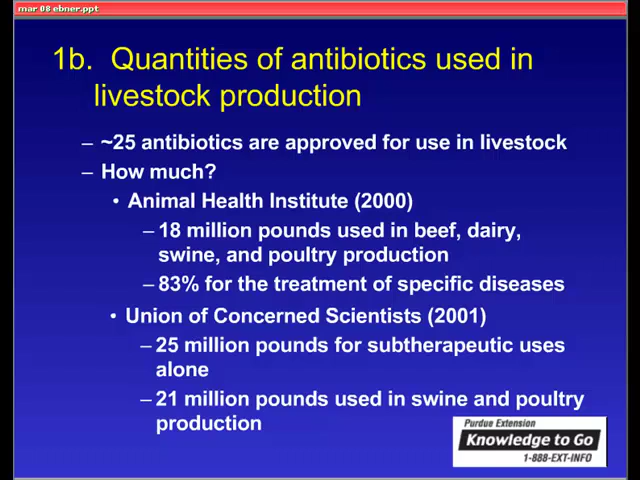 mar 08 ebner.ppt
1b. Quantities of antibiotics used in
livestock production
– ~25 antibiotics are approved for use in livestock
– How much?
• Animal Health Institute (2000)
– 18 million pounds used in beef, dairy,
swine, and poultry production
– 83% for the treatment of specific diseases
• Union of Concerned Scientists (2001)
– 25 million pounds for subtherapeutic uses
alone
– 21 million pounds used in swine and poultry
production
Purdue Extension
Knowledge to Go
1-888-EXT-INFO